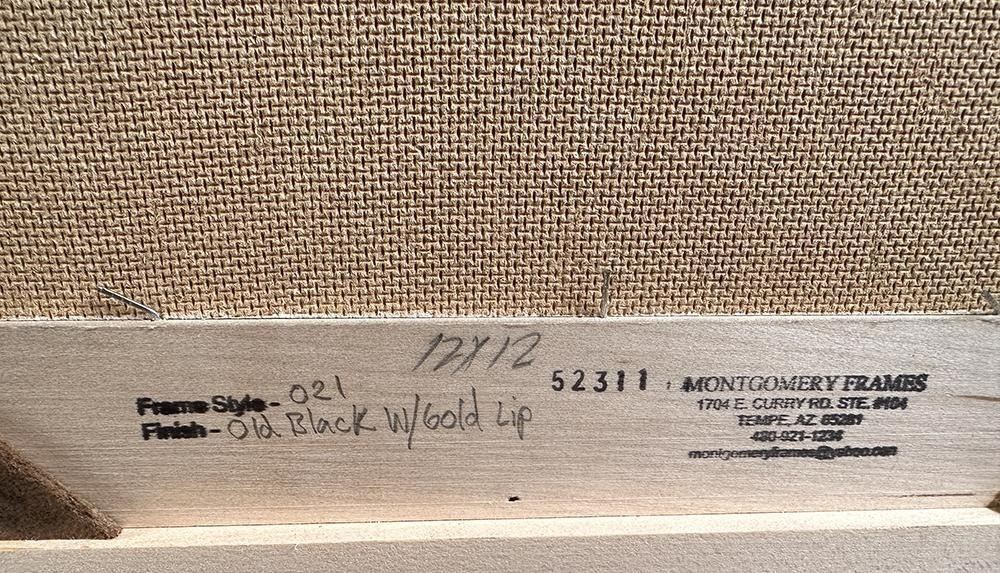 12X12
Frame Style - 021
Finish - Old Black W/Gold Lip
52311
MONTGOMERY FRAMES
1704 E. CURRY RD. STE. #104
TEMPE, AZ 85281
480-921-1234
montgomeryframes@yahoo.com